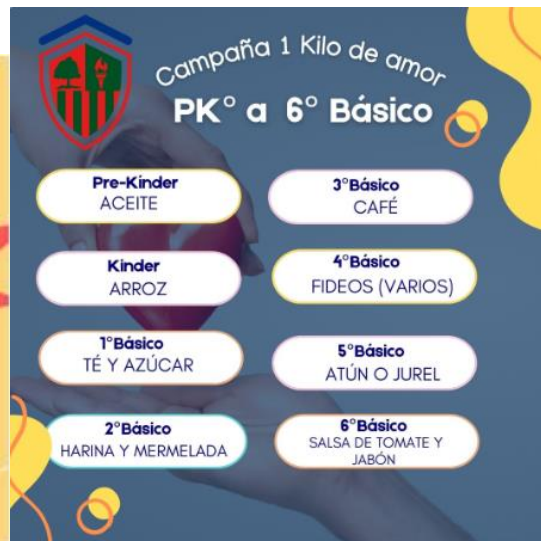 Campaña 1 Kilo de amor
PK° a 6° Básico
Pre-Kínder
ACEITE
Kinder
ARROZ
1°Básico
TÉ Y AZÚCAR
2°Básico
HARINA Y MERMELADA
3°Básico
CAFÉ
4°Básico
FIDEOS (VARIOS)
5°Básico
ATÚN O JUREL
6°Básico
SALSA DE TOMATE Y
JABÓN